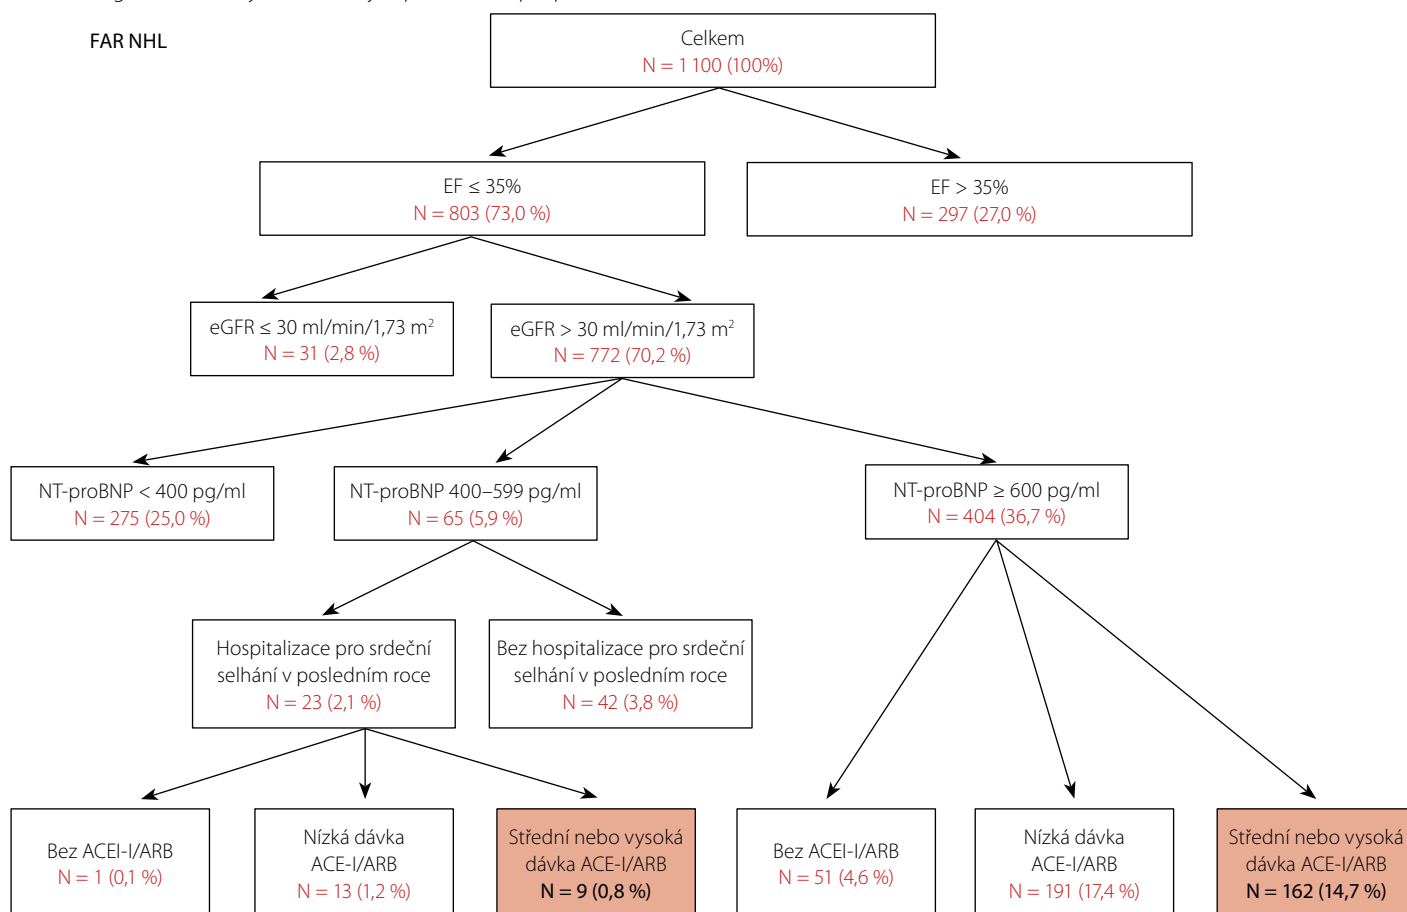 FAR NHL
Celkem
N = 1 100 (100%)
EF ≤ 35%
N = 803 (73,0 %)
EF > 35%
N = 297 (27,0 %)
eGFR ≤ 30 ml/min/1,73 m²
N = 31 (2,8 %)
eGFR > 30 ml/min/1,73 m²
N = 772 (70,2 %)
NT-proBNP < 400 pg/ml
N = 275 (25,0 %)
NT-proBNP 400–599 pg/ml
N = 65 (5,9 %)
NT-proBNP ≥ 600 pg/ml
N = 404 (36,7 %)
Hospitalizace pro srdeční
selhání v posledním roce
N = 23 (2,1 %)
Bez hospitalizace pro srdeční
selhání v posledním roce
N = 42 (3,8 %)
Bez ACEI-I/ARB
N = 1 (0,1 %)
Nízká dávka
ACE-I/ARB
N = 13 (1,2 %)
Střední nebo vysoká
dávka ACE-I/ARB
N = 9 (0,8 %)
Bez ACEI-I/ARB
N = 51 (4,6 %)
Nízká dávka
ACE-I/ARB
N = 191 (17,4 %)
Střední nebo vysoká
dávka ACE-I/ARB
N = 162 (14,7 %)